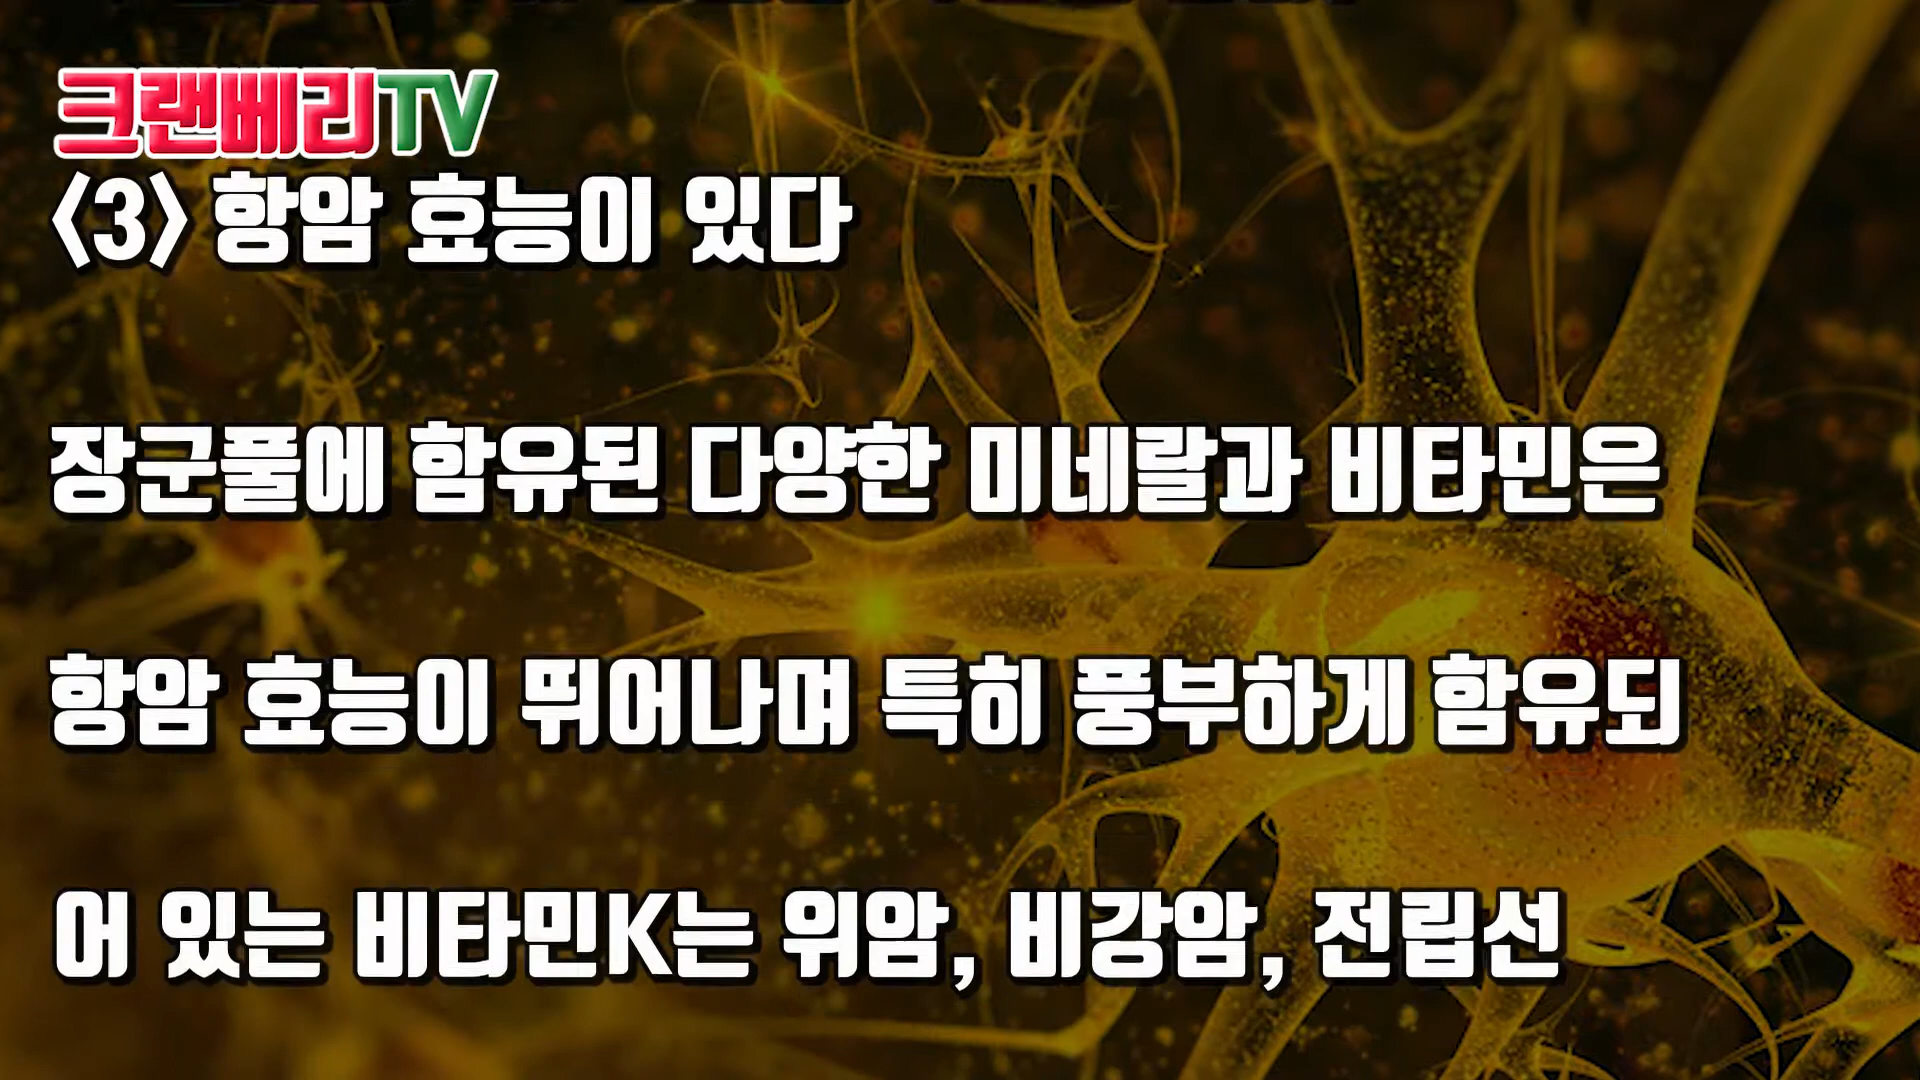 크랜베리TV
<3> 항암 효능이 있다
장군풀에 함유된 다양한 미네랄과 비타민은
항암 효능이 뛰어나며 특히 풍부하게 함유되
어 있는 비타민K는 위암, 비강암, 전립선